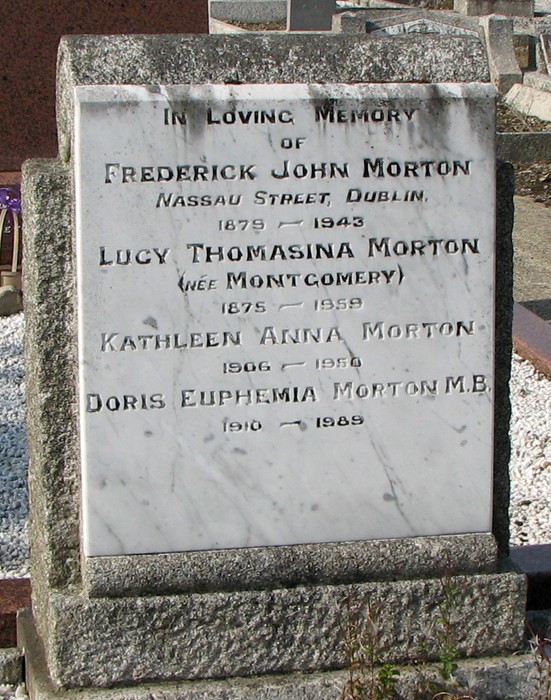 In Loving Memory
of
Frederick John Morton
Nassau Street, Dublin.
1879 — 1943
Lucy Thomasina Morton
(née Montgomery)
1875 — 1959
Kathleen Anna Morton
1906 — 1950
Doris Euphemia Morton M.B.
1910 — 1989